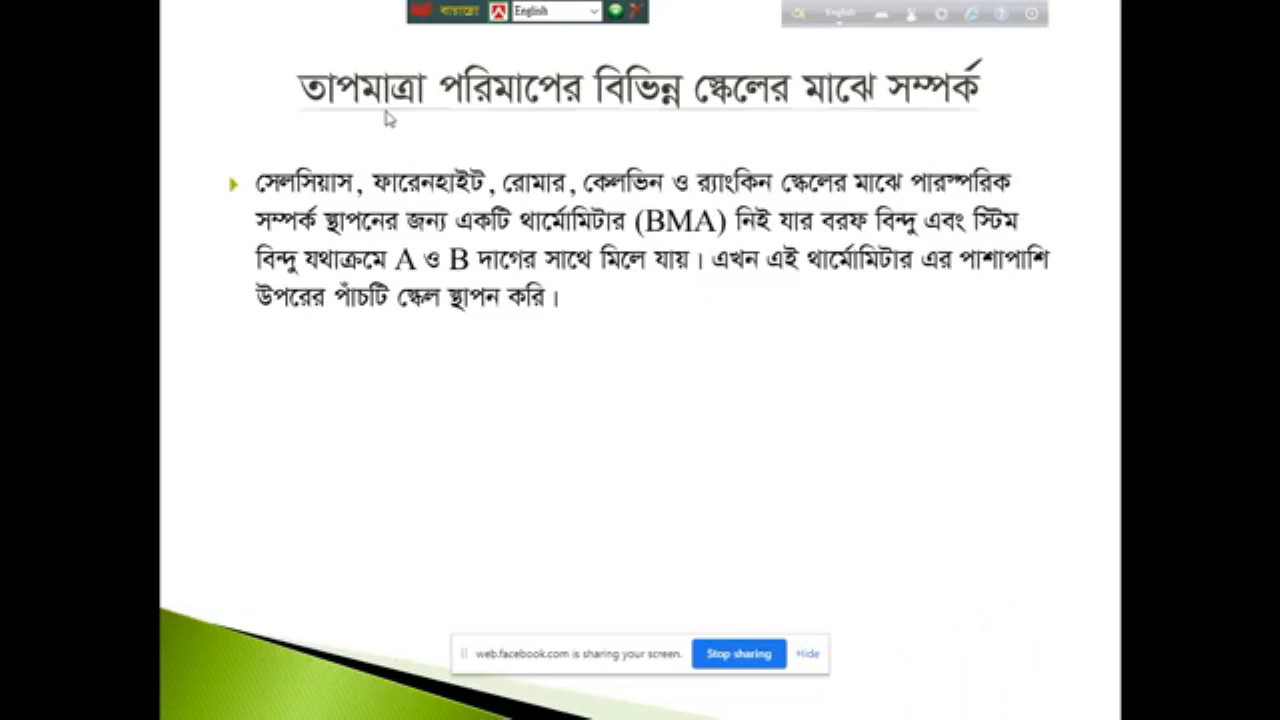 English
English
তাপমাত্রা পরিমাপের বিভিন্ন স্কেলের মাঝে সম্পর্ক
সেলসিয়াস, ফারেনহাইট, রোমার, কেলভিন ও র‍্যাংকিন স্কেলের মাঝে পারস্পরিক
সম্পর্ক স্থাপনের জন্য একটি থার্মোমিটার (BMA) নিই যার বরফ বিন্দু এবং স্টিম
বিন্দু যথাক্রমে A ও B দাগের সাথে মিলে যায়। এখন এই থার্মোমিটার এর পাশাপাশি
উপরের পাঁচটি স্কেল স্থাপন করি।
web.facebook.com is sharing your screen.
Stop sharing
Hide